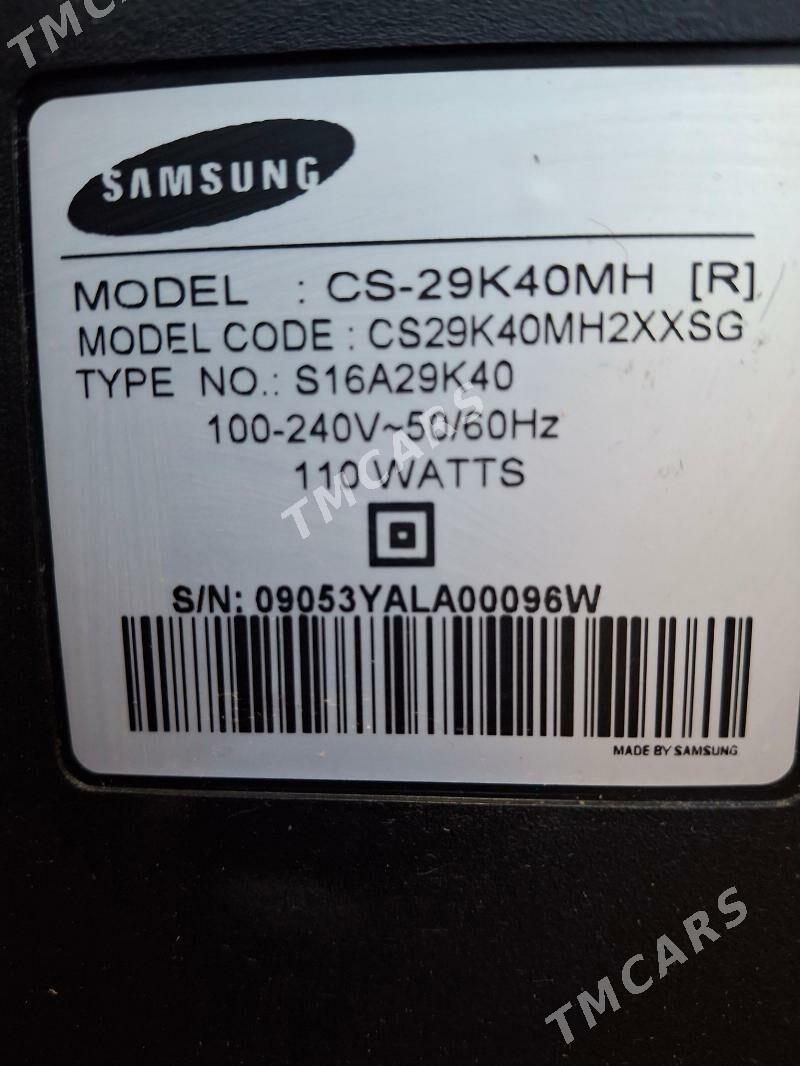 TMCARS
SAMSUNG
MODEL : CS-29K40MH [R]
MODEL CODE : CS29K40MH2XXSG
TYPE NO.: S16A29K40
100-240V~50/60Hz
110 WATTS
TMCARS
S/N: 09053YALA00096W
MADE BY SAMSUNG
TMCARS